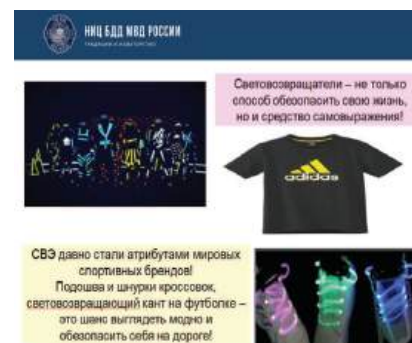 НИЦ БДД МВД РОССИИ
Световозвращатели – не только
способ обезопасить свою жизнь,
но и средство самовыражения!
adidas
СВЭ давно стали атрибутами мировых
спортивных брендов!
Подошва и шнурки кроссовок,
световозвращающий кант на футболке –
это шанс выглядеть модно и
обезопасить себя на дороге!